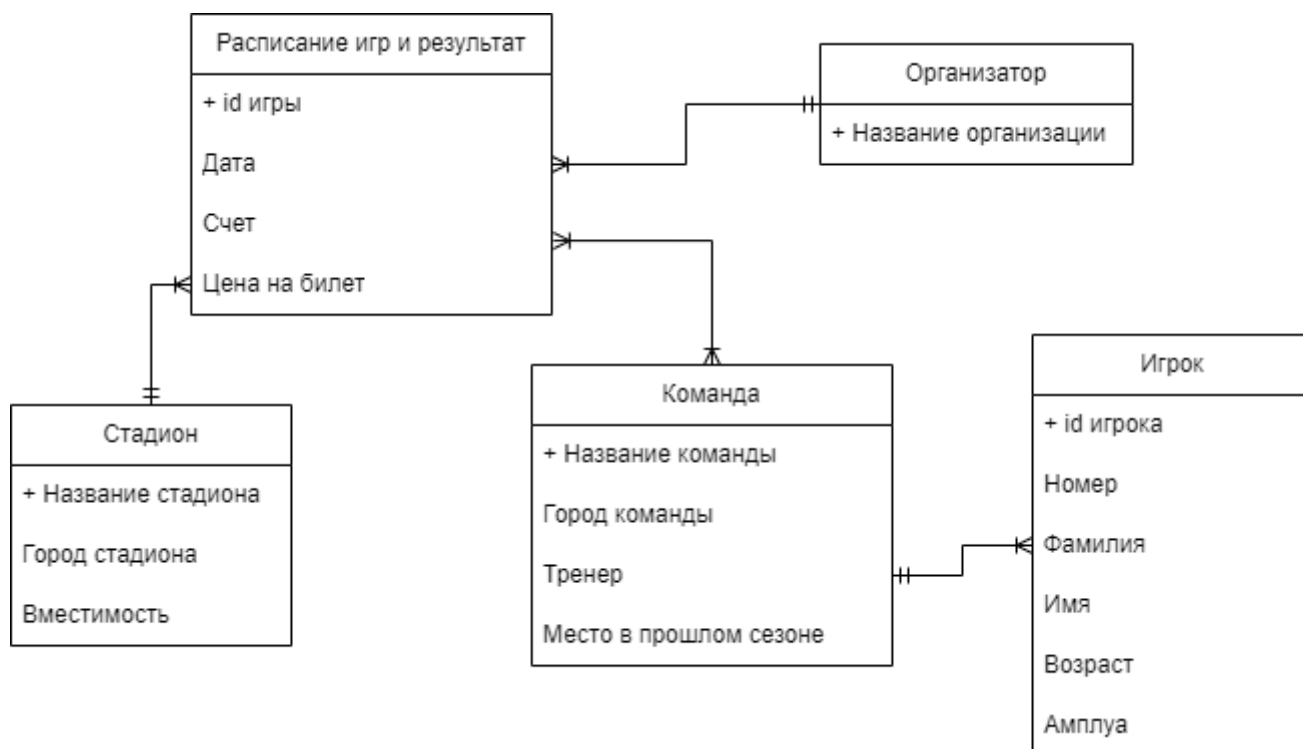 Расписание игр и результат
+ id игры
Дата
Счет
Цена на билет
Организатор
+ Название организации
Стадион
+ Название стадиона
Город стадиона
Вместимость
Команда
+ Название команды
Город команды
Тренер
Место в прошлом сезоне
Игрок
+ id игрока
Номер
Фамилия
Имя
Возраст
Амплуа